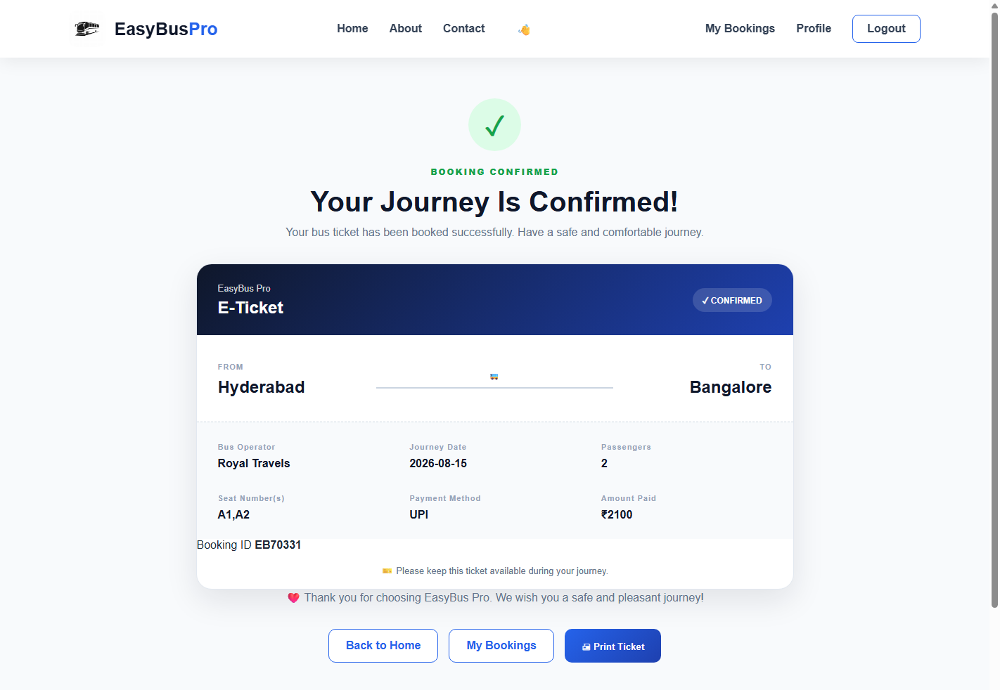 EasyBusPro
Home About Contact 👋 My Bookings Profile Logout
✓
BOOKING CONFIRMED
Your Journey Is Confirmed!
Your bus ticket has been booked successfully. Have a safe and comfortable journey.
EasyBus Pro
E-Ticket
✓ CONFIRMED
FROM
Hyderabad
TO
Bangalore
Bus Operator
Royal Travels
Journey Date
2026-08-15
Passengers
2
Seat Number(s)
A1,A2
Payment Method
UPI
Amount Paid
₹2100
Booking ID EB70331
🎫 Please keep this ticket available during your journey.
❤️ Thank you for choosing EasyBus Pro. We wish you a safe and pleasant journey!
Back to Home
My Bookings
Print Ticket